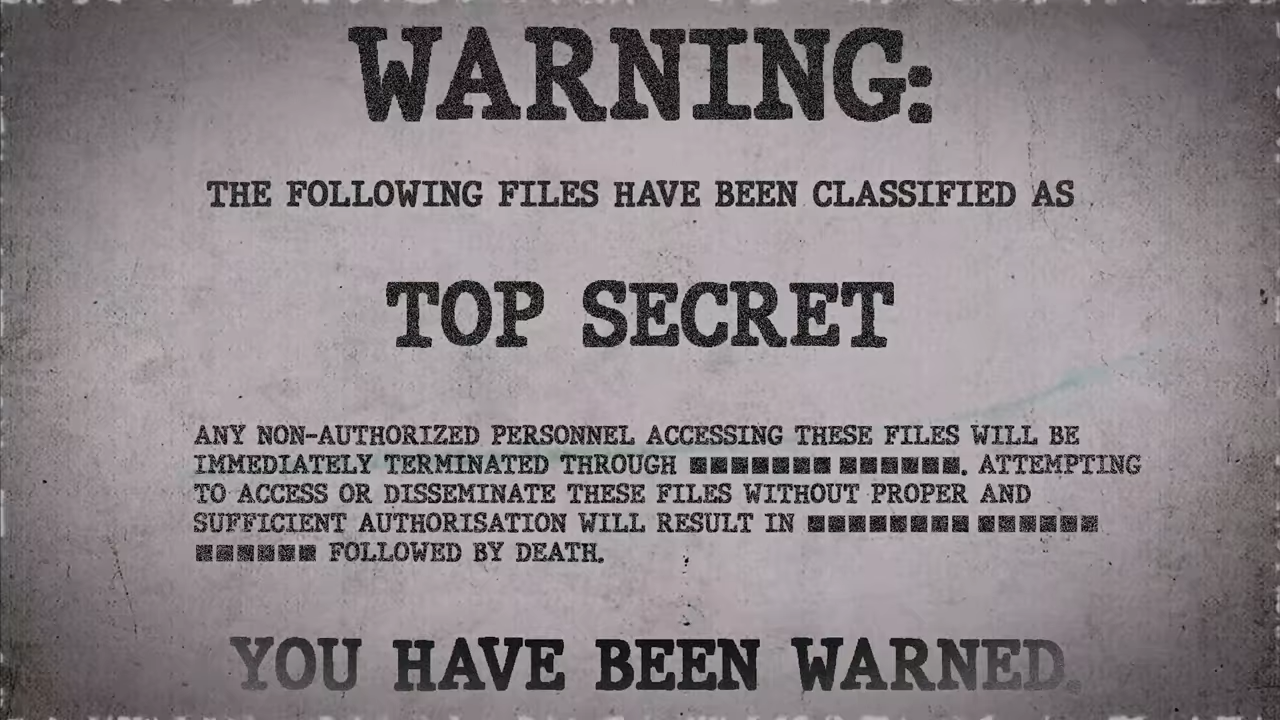 WARNING:
THE FOLLOWING FILES HAVE BEEN CLASSIFIED AS
TOP SECRET
ANY NON-AUTHORIZED PERSONNEL ACCESSING THESE FILES WILL BE
IMMEDIATELY TERMINATED THROUGH ■■■■■■■ ■■■■■■. ATTEMPTING
TO ACCESS OR DISSEMINATE THESE FILES WITHOUT PROPER AND
SUFFICIENT AUTHORISATION WILL RESULT IN ■■■■■■■■ ■■■■■■
■■■■■■ FOLLOWED BY DEATH.
YOU HAVE BEEN WARNED.